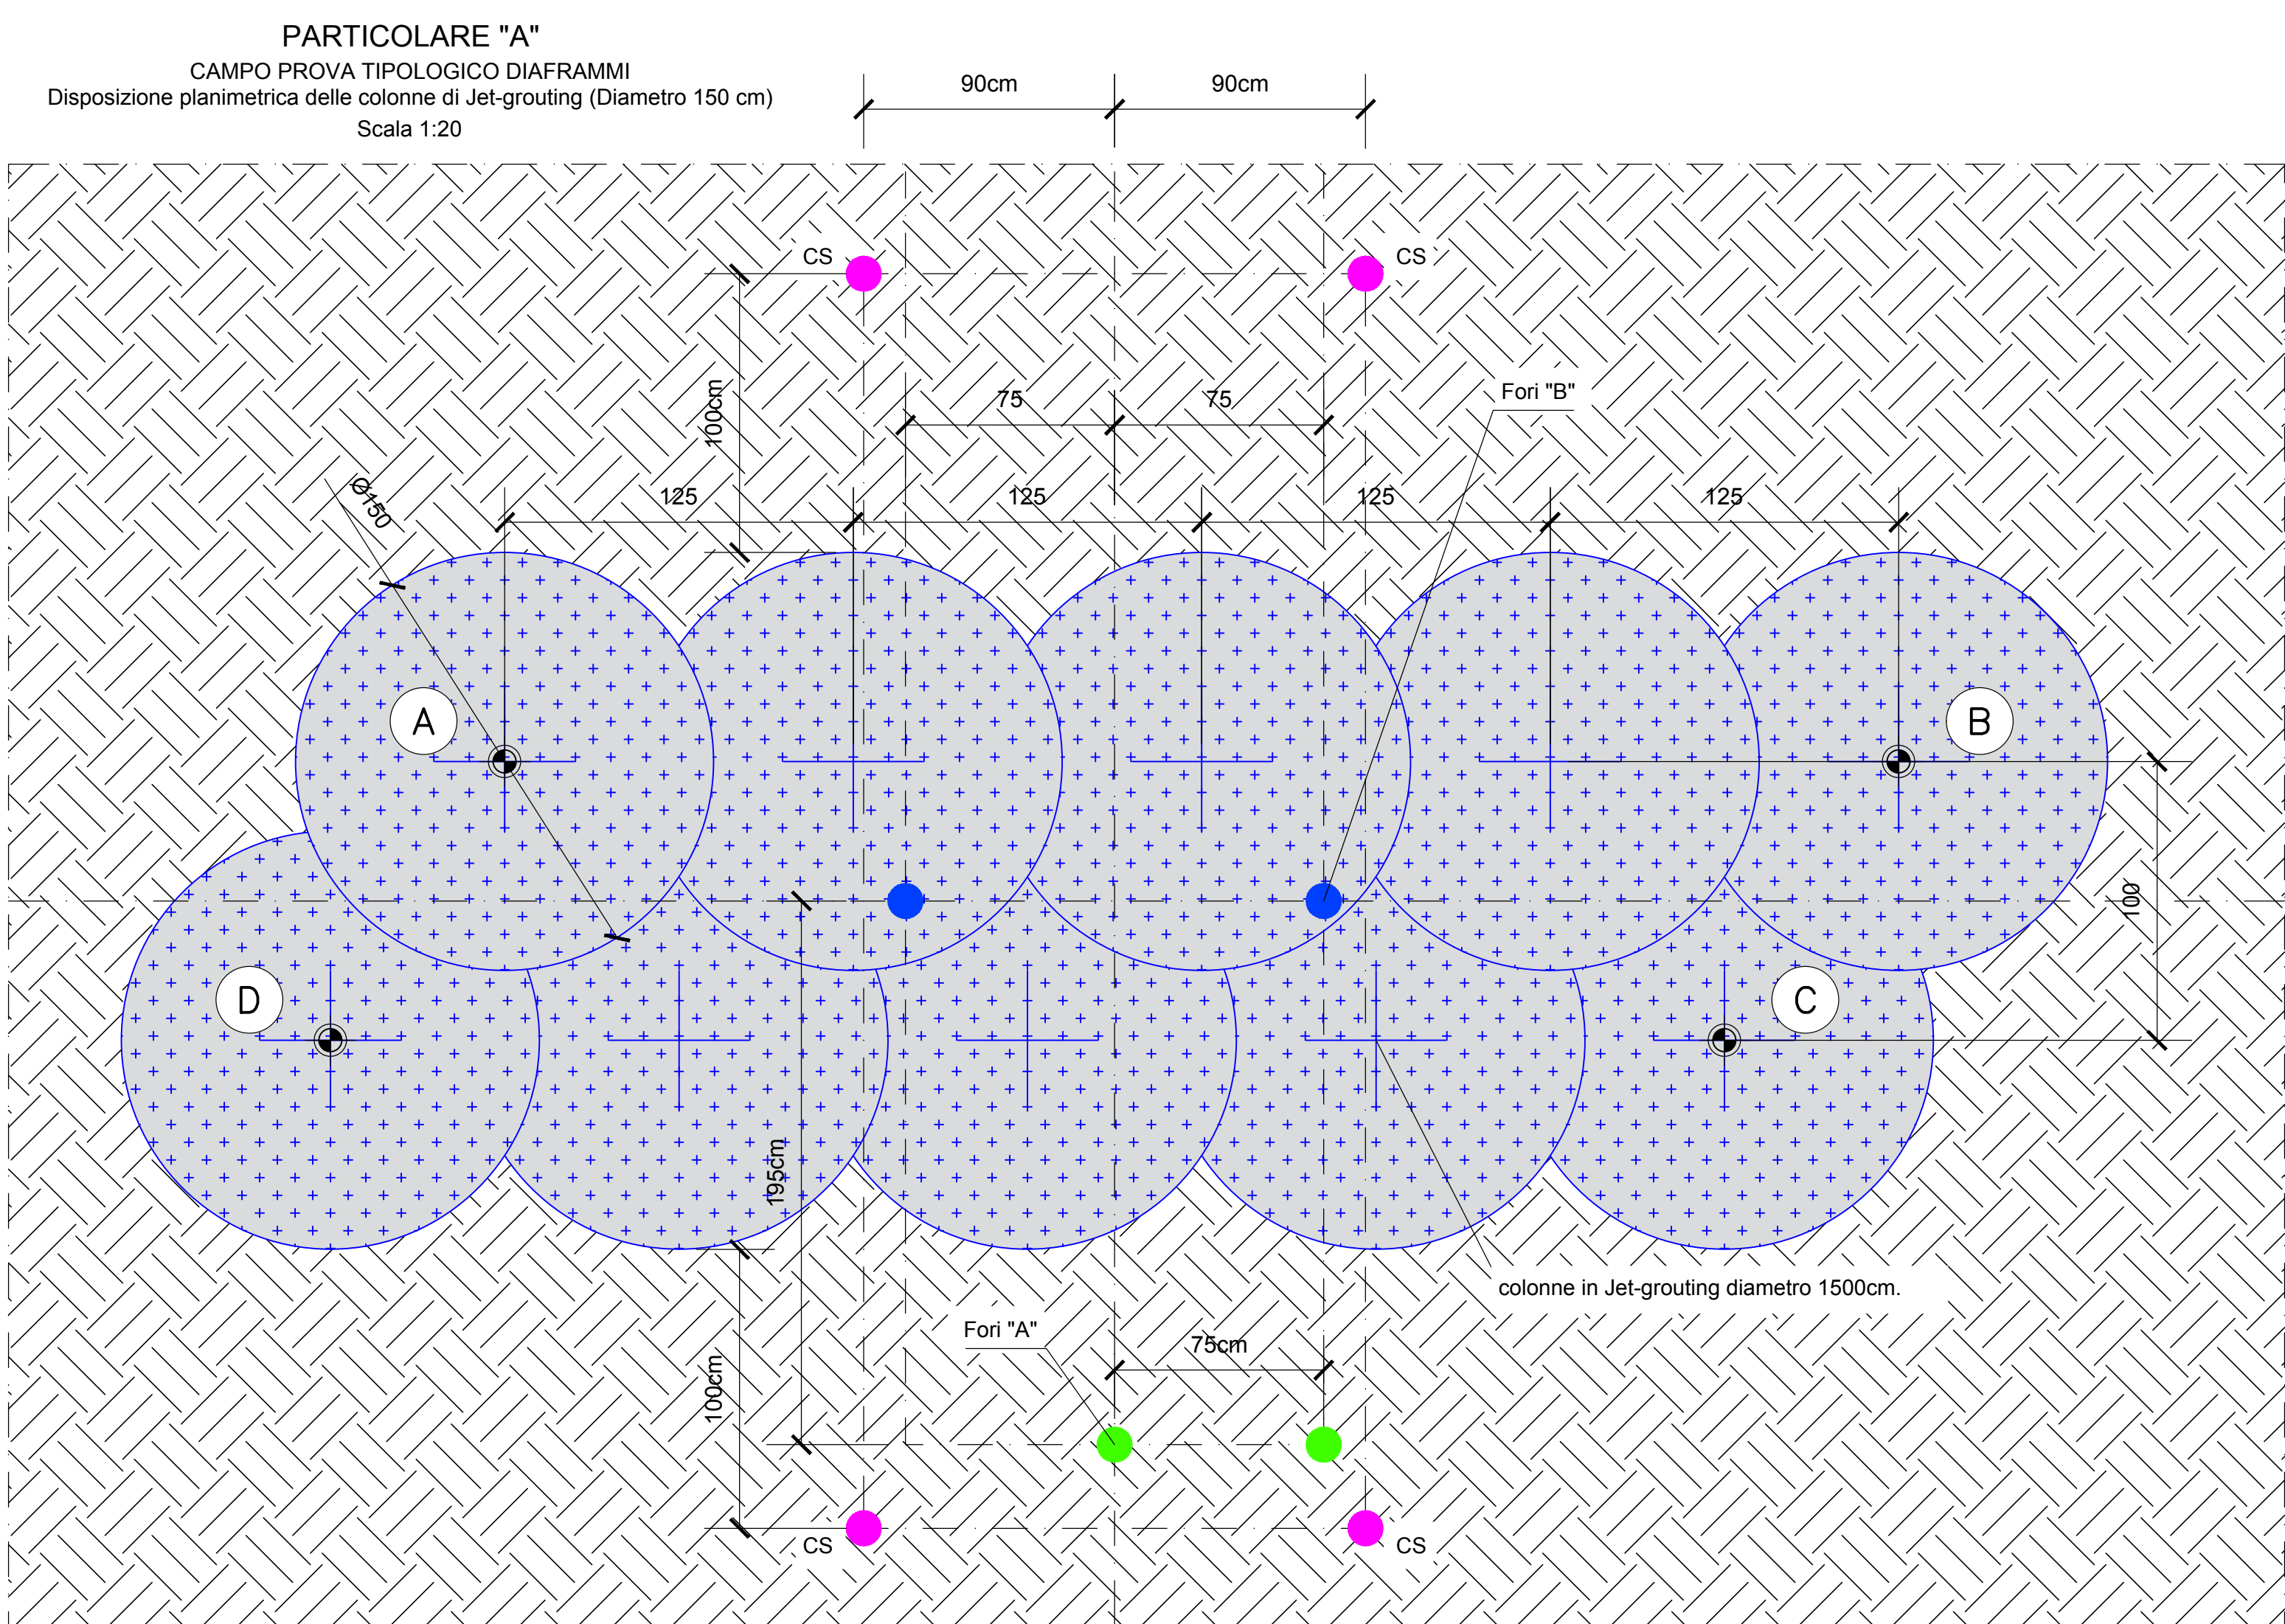 PARTICOLARE "A"
CAMPO PROVA TIPOLOGICO DIAFRAMMI
Disposizione planimetrica delle colonne di Jet-grouting (Diametro 150 cm)
Scala 1:20
90cm
90cm
CS
CS
100cm
75
75
Fori "B"
Ø150
125
125
125
125
A
B
100
D
C
195cm
colonne in Jet-grouting diametro 1500cm.
Fori "A"
75cm
100cm
CS
CS